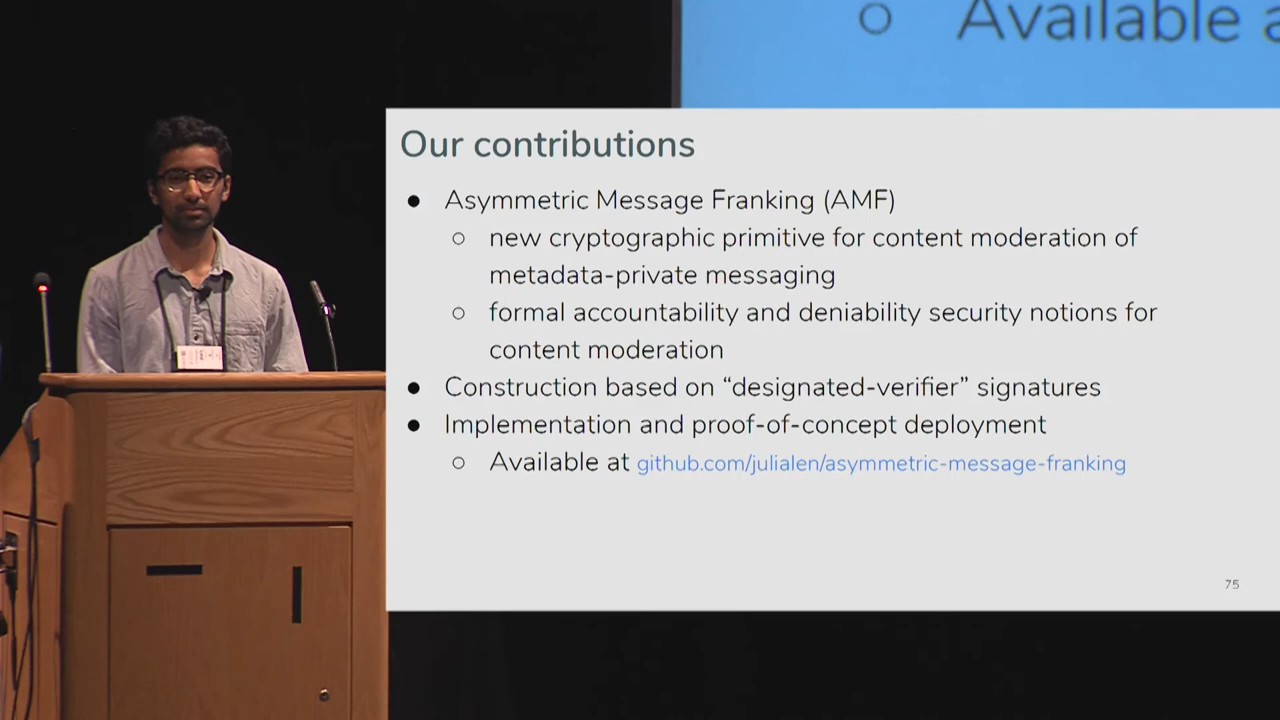 Available
Our contributions
● Asymmetric Message Franking (AMF)
○ new cryptographic primitive for content moderation of
metadata-private messaging
○ formal accountability and deniability security notions for
content moderation
● Construction based on “designated-verifier” signatures
● Implementation and proof-of-concept deployment
○ Available at github.com/julialen/asymmetric-message-franking
75